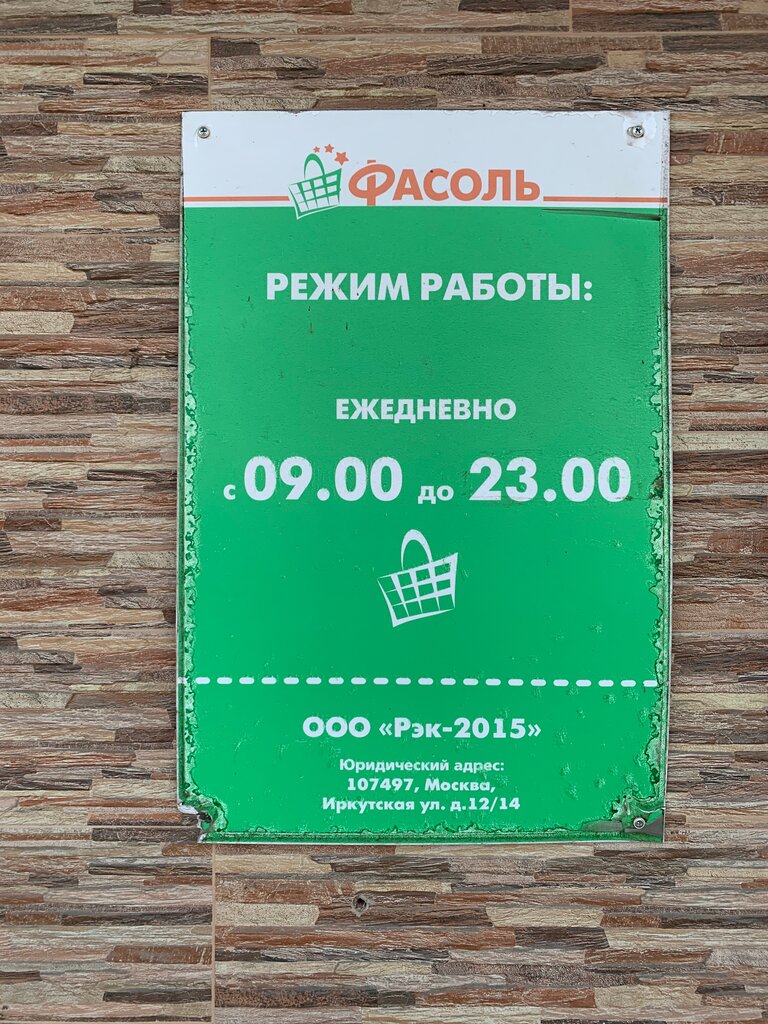 ФАСОЛЬ
РЕЖИМ РАБОТЫ:
ЕЖЕДНЕВНО
с 09.00 до 23.00
ООО «Рэк-2015»
Юридический адрес:
107497, Москва,
Иркутская ул. д.12/14